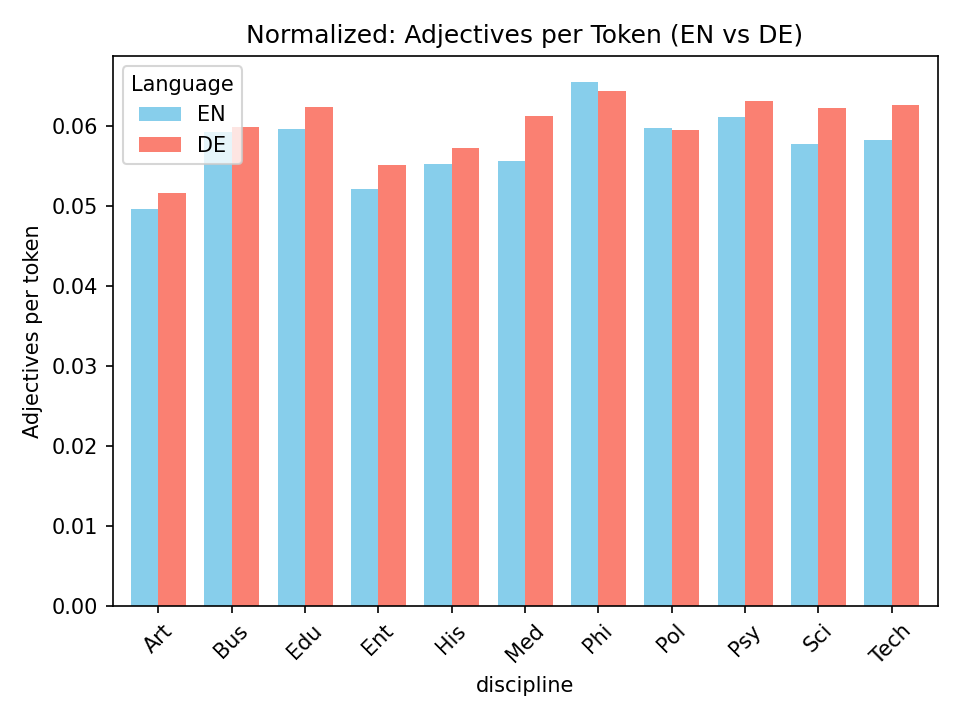 Normalized: Adjectives per Token (EN vs DE)
Language
EN
DE
Adjectives per token
0.06
0.05
0.04
0.03
0.02
0.01
0.00
Art
Bus
Edu
Ent
His
Med
Phi
Pol
Psy
Sci
Tech
discipline